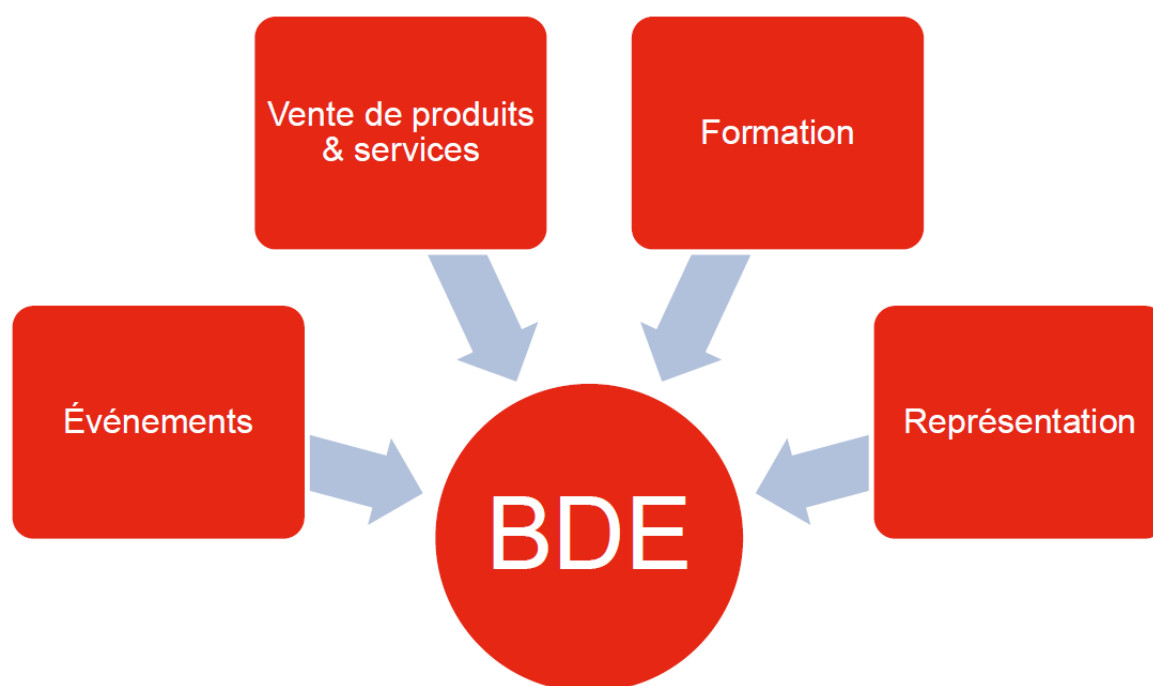 Vente de produits
& services
Formation
Événements
Représentation
BDE